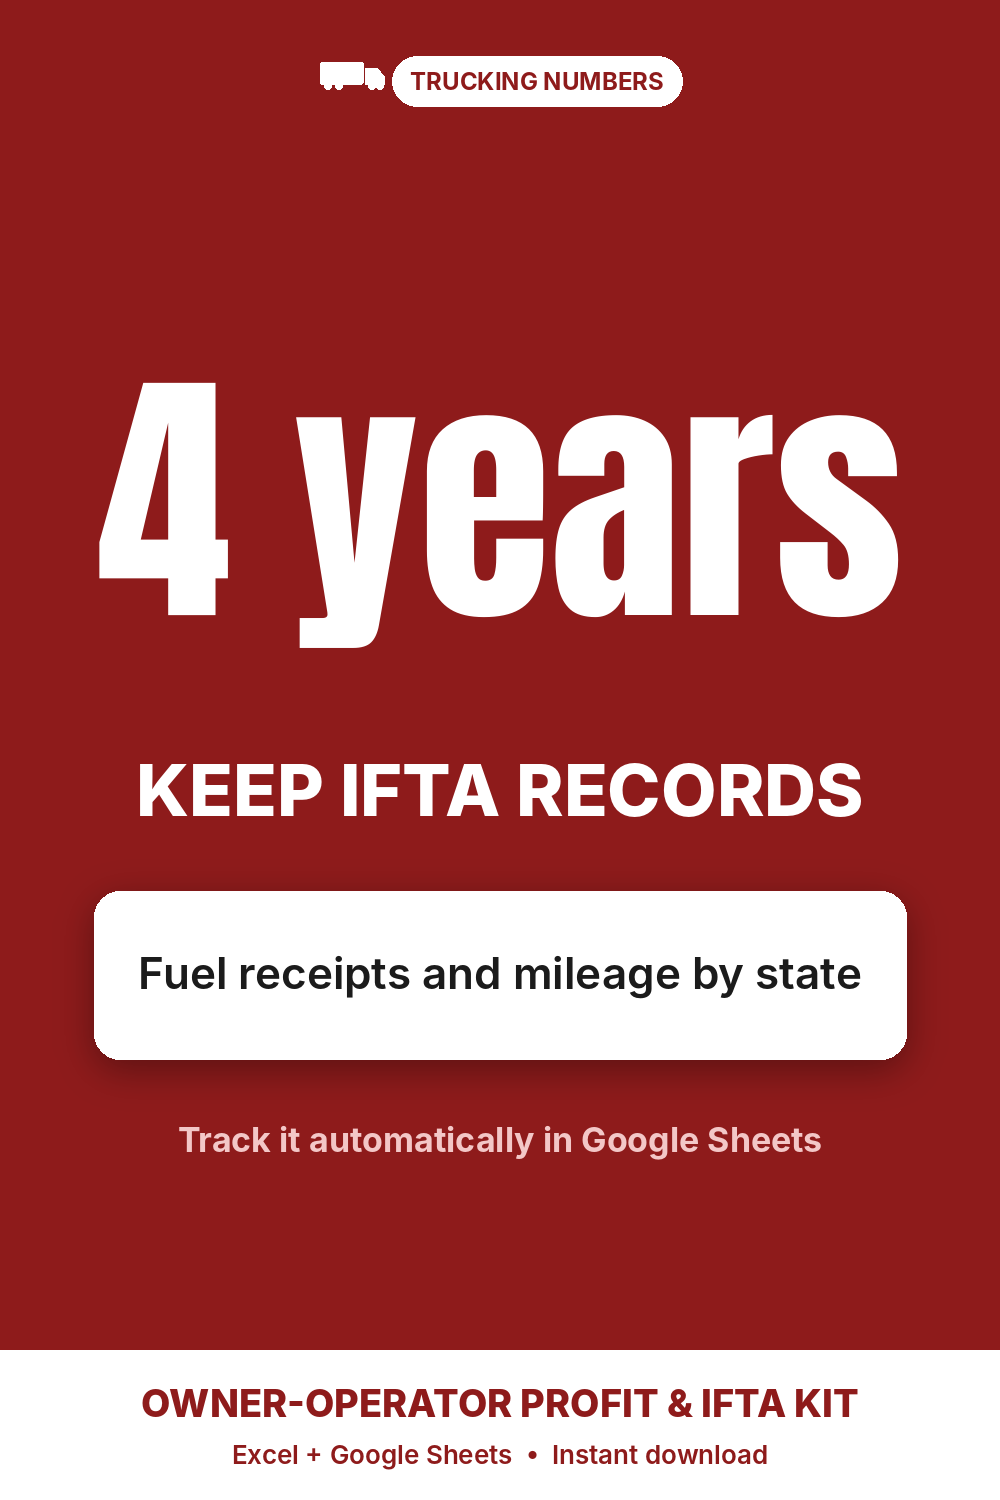 TRUCKING NUMBERS
4 years
KEEP IFTA RECORDS
Fuel receipts and mileage by state
Track it automatically in Google Sheets
OWNER-OPERATOR PROFIT & IFTA KIT
Excel + Google Sheets • Instant download